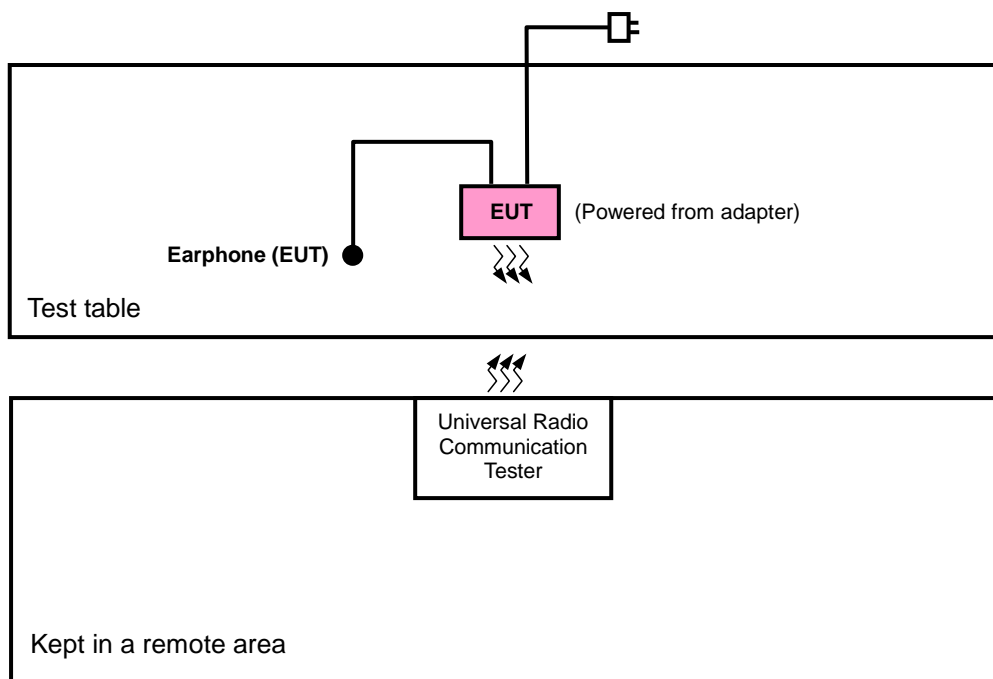 EUT
(Powered from adapter)
Earphone (EUT)
Test table
Universal Radio
Communication
Tester
Kept in a remote area